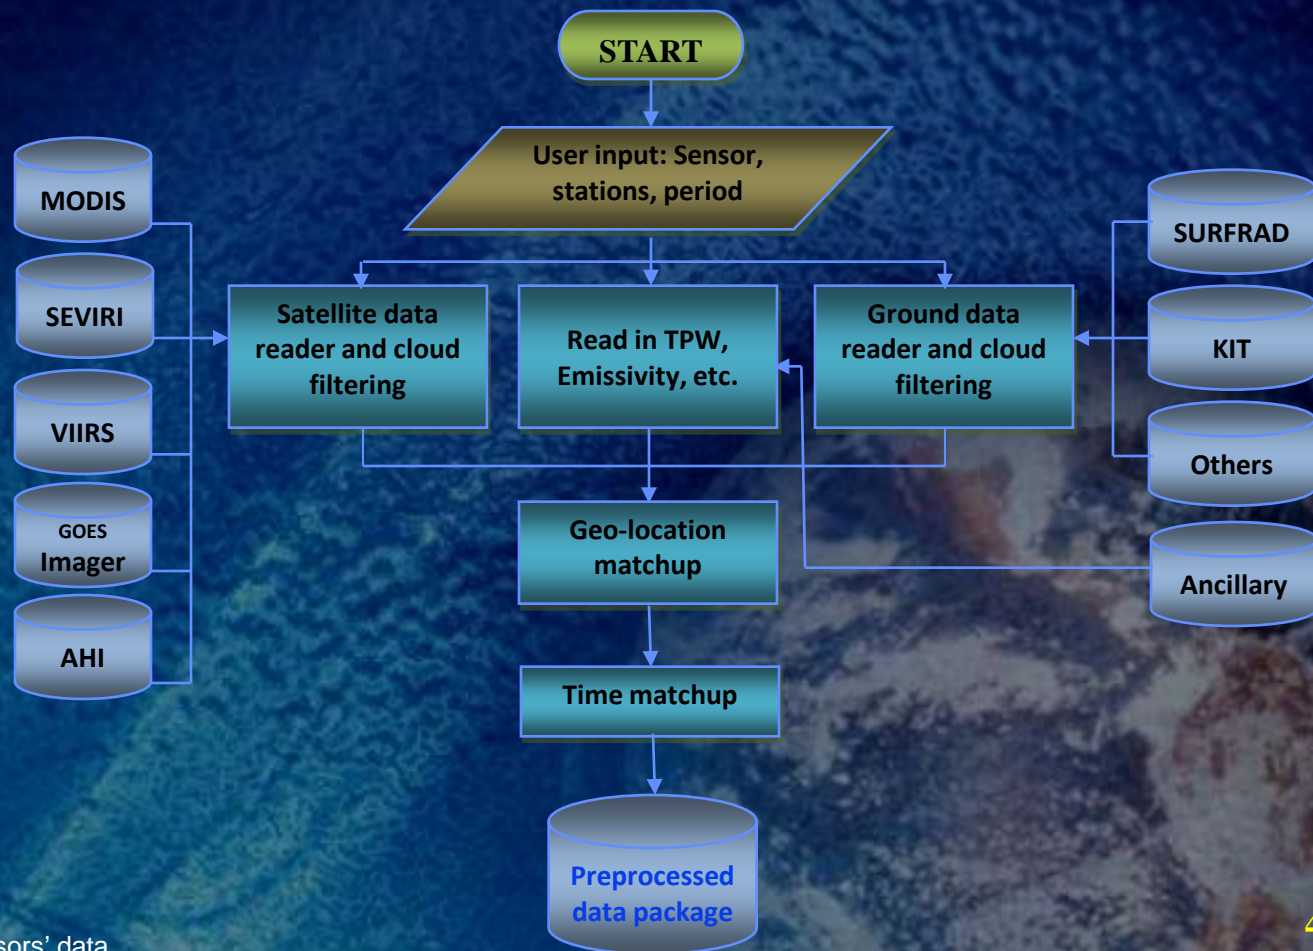 START
User input: Sensor,
stations, period
MODIS
SEVIRI
VIIRS
GOES
Imager
AHI
Satellite data
reader and cloud
filtering
Read in TPW,
Emissivity, etc.
Ground data
reader and cloud
filtering
SURFRAD
KIT
Others
Ancillary
Geo-location
matchup
Time matchup
Preprocessed
data package
data